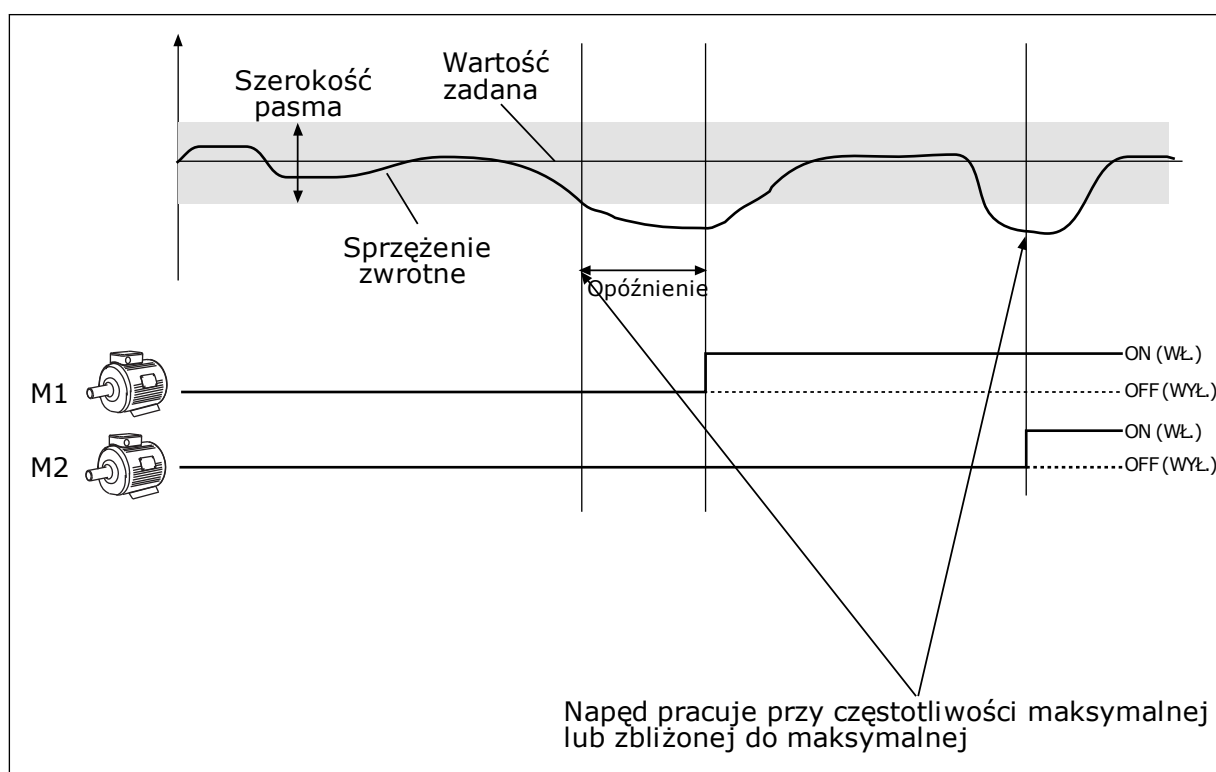 Szerokość
pasma
Wartość
zadana
Sprzężenie
zwrotne
Opóźnienie
M1
ON (WŁ.)
OFF (WYŁ.)
M2
ON (WŁ.)
OFF (WYŁ.)
Napęd pracuje przy częstotliwości maksymalnej
lub zbliżonej do maksymalnej